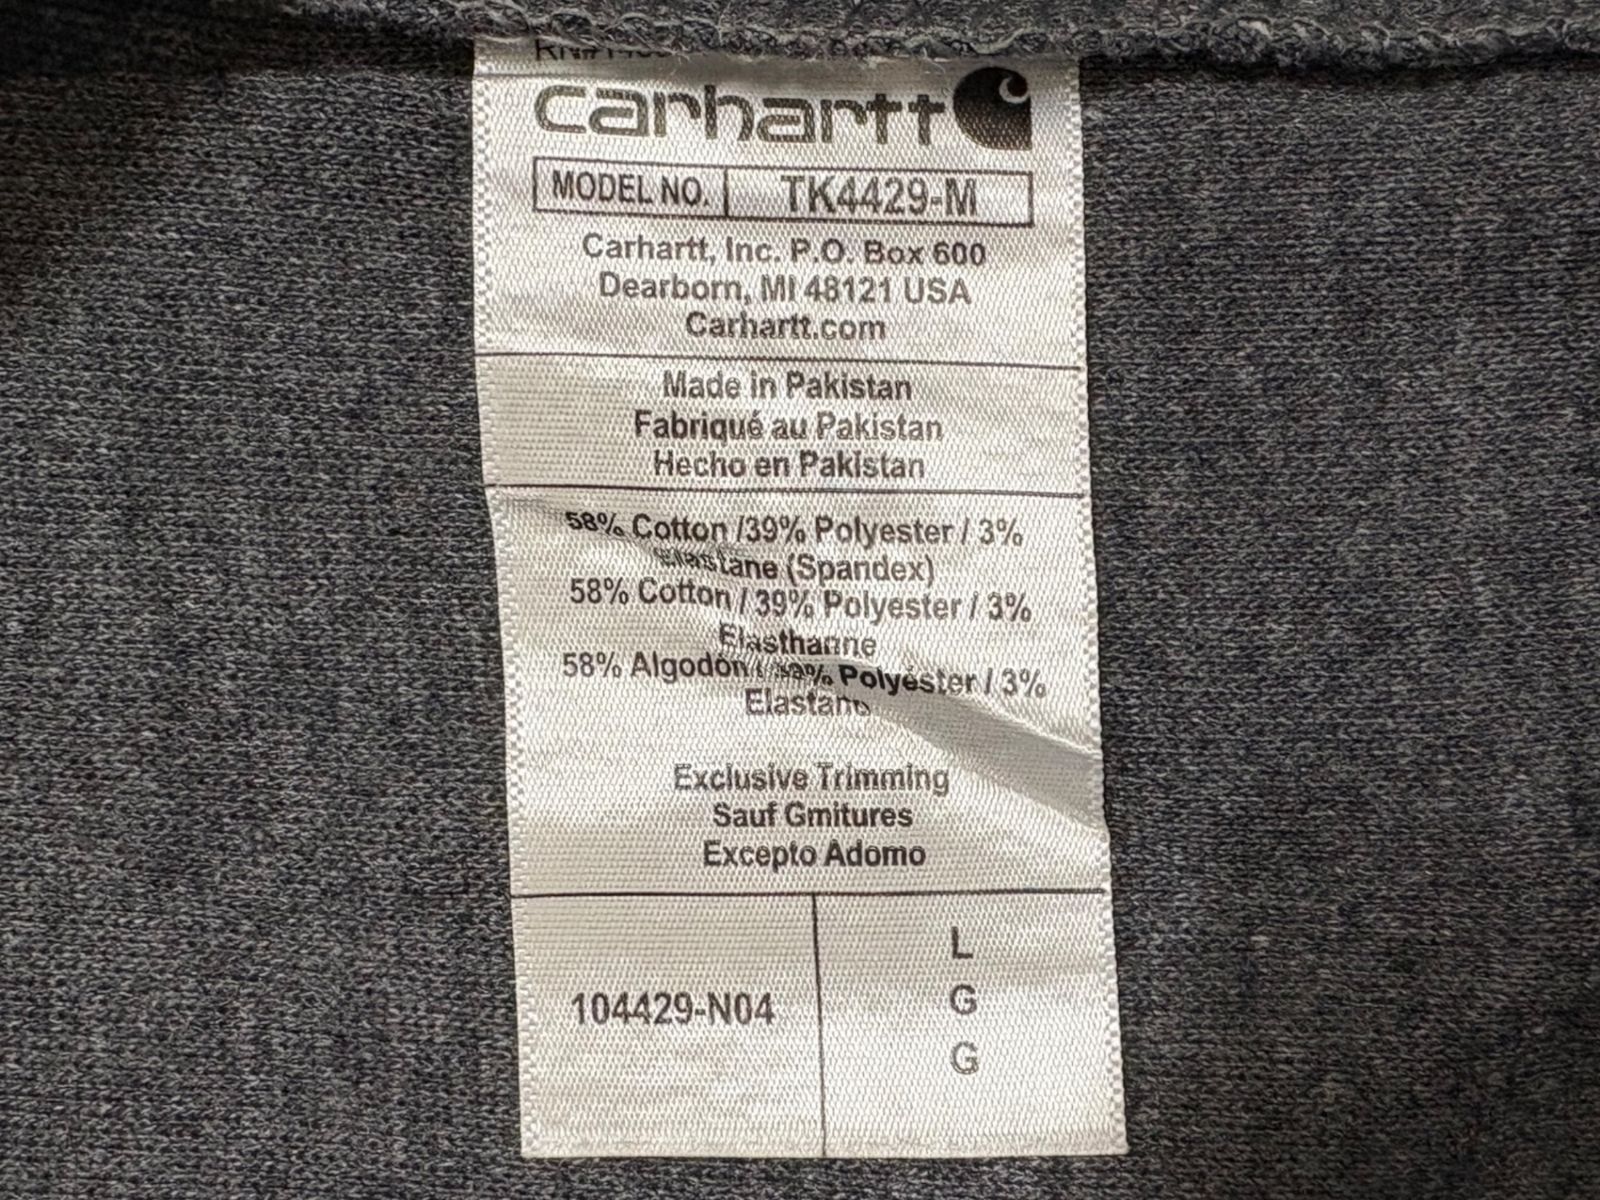 carhartt
MODEL NO. TK4429-M
Carhartt, Inc. P.O. Box 600
Dearborn, MI 48121 USA
Carhartt.com
Made in Pakistan
Fabriqué au Pakistan
Hecho en Pakistan
58% Cotton /39% Polyester / 3%
Elastane (Spandex)
58% Cotton / 39% Polyester / 3%
Elasthanne
58% Algodón / 39% Polyéster / 3%
Elastano
Exclusive Trimming
Sauf Gmitures
Excepto Adomo
104429-N04
L
G
G